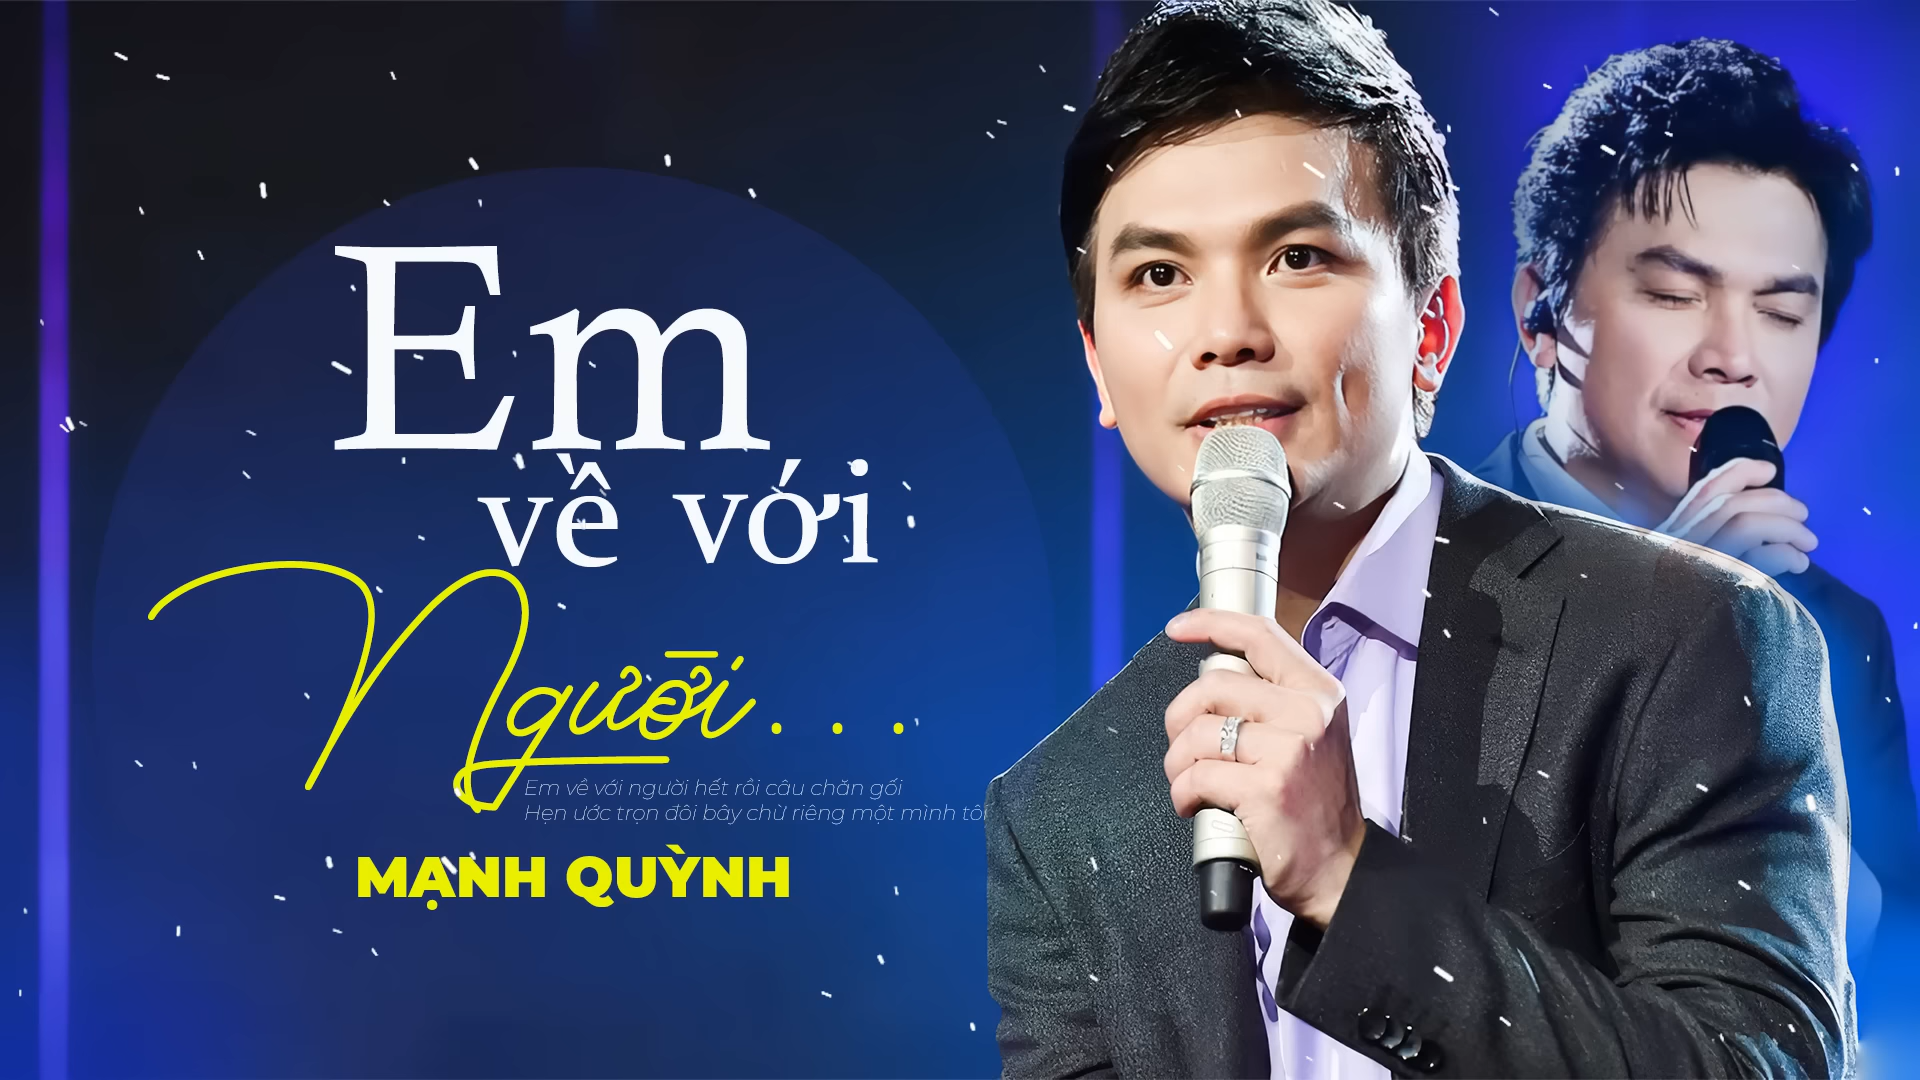 Em
về với
Người...
Em về với người hết rồi câu chăn gối
Hẹn ước trọn đôi bây chừ riêng một mình tôi
MẠNH QUỲNH